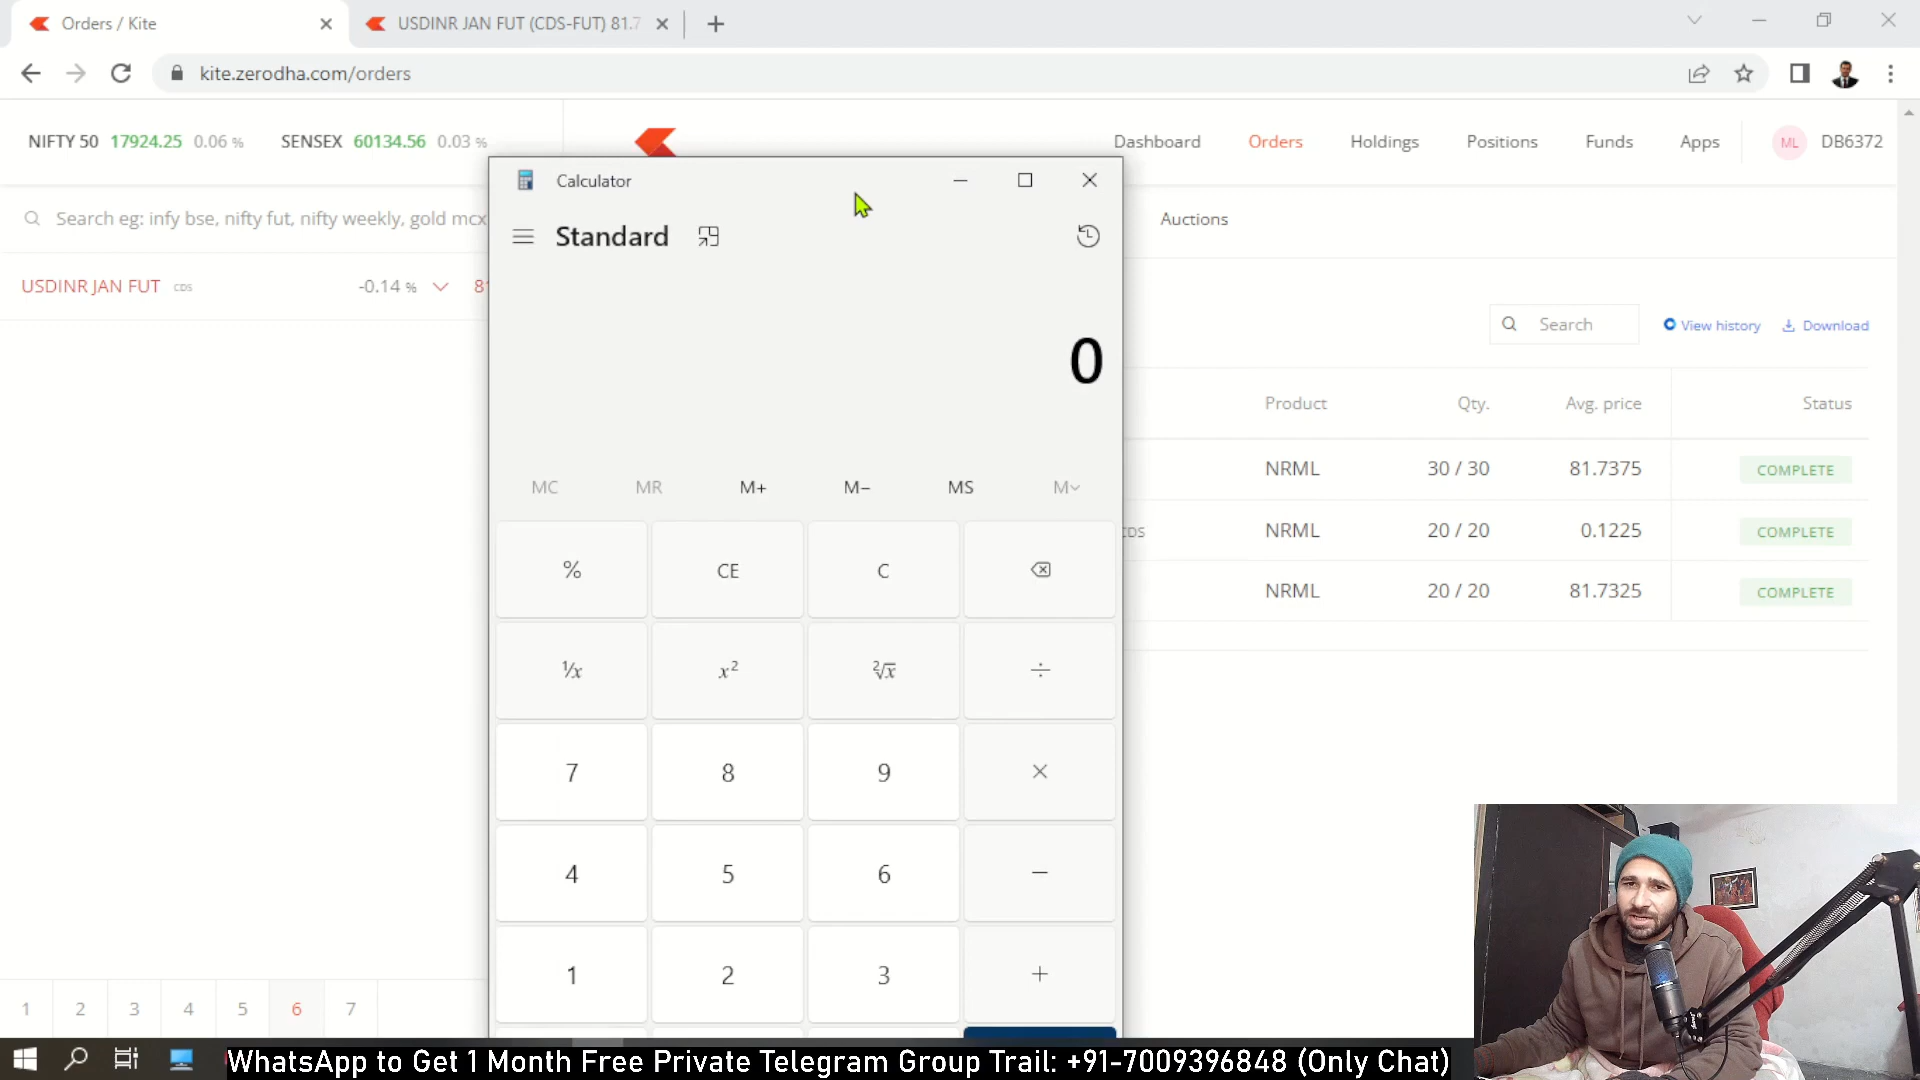 Orders / Kite
USDINR JAN FUT (CDS-FUT) 81.7
kite.zerodha.com/orders
NIFTY 50 17924.25 0.06 %
SENSEX 60134.56 0.03 %
Dashboard Orders Holdings Positions Funds Apps ML DB6372
Search eg: infy bse, nifty fut, nifty weekly, gold mcx
USDINR JAN FUT CDS -0.14 % 81
Calculator
Standard
0
MC MR M+ M− MS M
% CE C
⅟x x² ²√x ÷
7 8 9 ×
4 5 6 −
1 2 3 +
Auctions
Search View history Download
Product Qty. Avg. price Status
NRML 30 / 30 81.7375 COMPLETE
CDS NRML 20 / 20 0.1225 COMPLETE
NRML 20 / 20 81.7325 COMPLETE
1 2 3 4 5 6 7
WhatsApp to Get 1 Month Free Private Telegram Group Trail: +91-7009396848 (Only Chat)